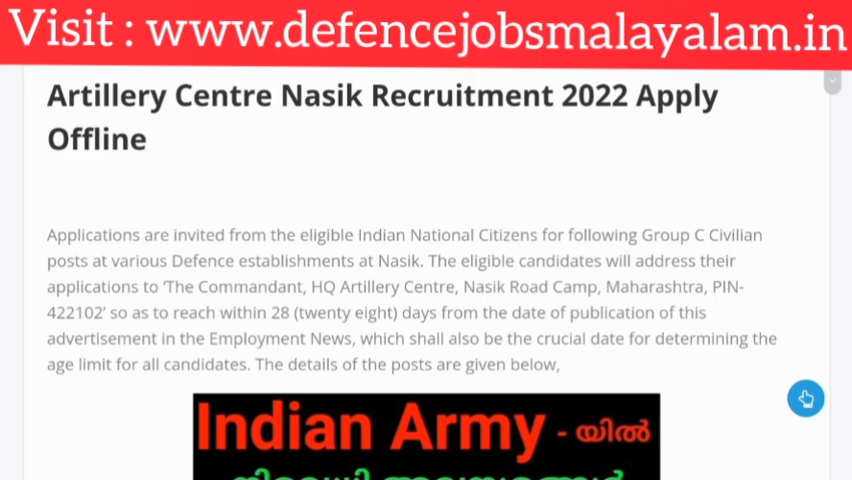 Visit : www.defencejobsmalayalam.in
Artillery Centre Nasik Recruitment 2022 Apply
Offline
Applications are invited from the eligible Indian National Citizens for following Group C Civilian
posts at various Defence establishments at Nasik. The eligible candidates will address their
applications to ‘The Commandant, HQ Artillery Centre, Nasik Road Camp, Maharashtra, PIN-
422102’ so as to reach within 28 (twenty eight) days from the date of publication of this
advertisement in the Employment News, which shall also be the crucial date for determining the
age limit for all candidates. The details of the posts are given below,
Indian Army - യിൽ